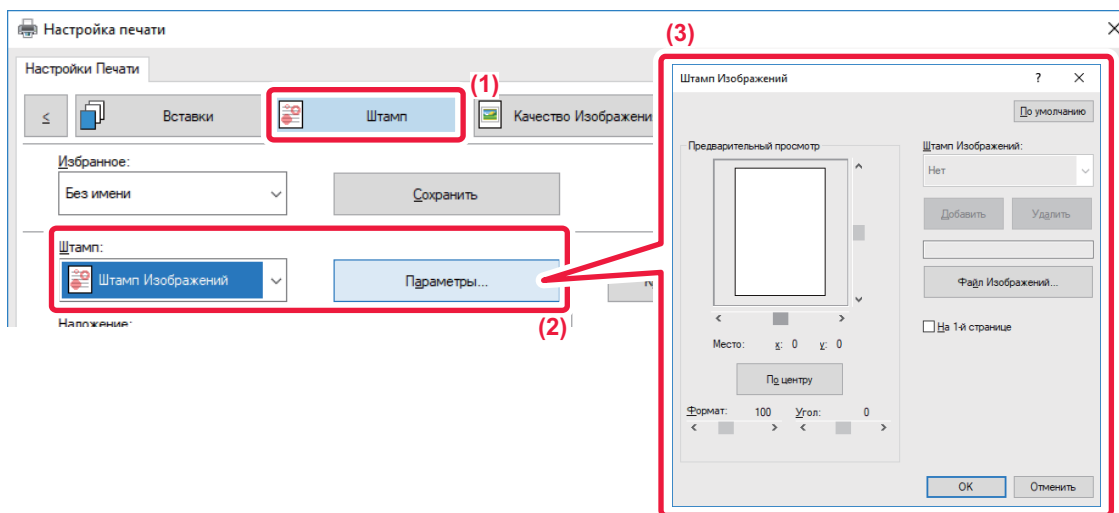 Настройка печати
Настройки Печати
(1)
≤
Вставки
Штамп
Качество Изображени
Избранное:
Без имени
Сохранить
Штамп:
Штамп Изображений
Параметры...
(2)
Наложение:
(3)
Штамп Изображений
?
По умолчанию
Предварительный просмотр
Место: x: 0 y: 0
По центру
Формат: 100 Угол: 0
Штамп Изображений:
Нет
Добавить Удалить
Файл Изображений...
На 1-й странице
OK Отменить